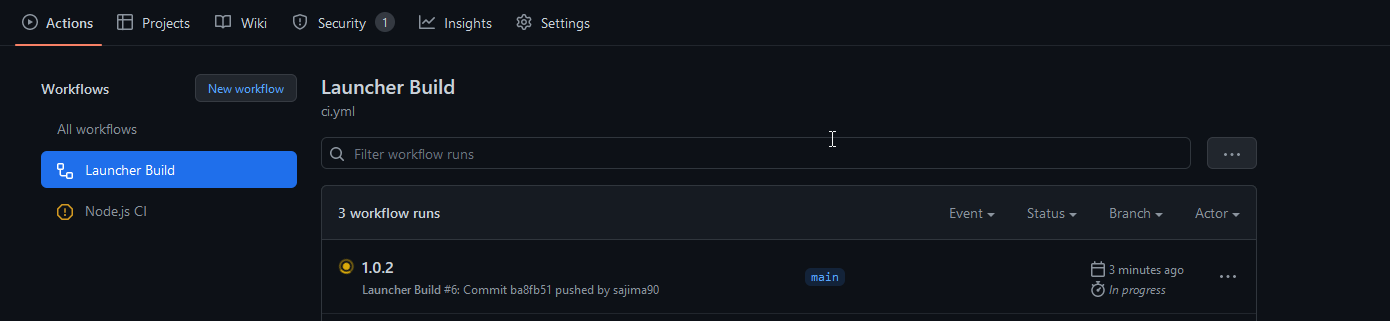 Actions Projects Wiki Security 1 Insights Settings
Workflows New workflow
All workflows
Launcher Build
Node.js CI
Launcher Build
ci.yml
Filter workflow runs
3 workflow runs Event Status Branch Actor
1.0.2
Launcher Build #6: Commit ba8fb51 pushed by sajima90
main
3 minutes ago
In progress